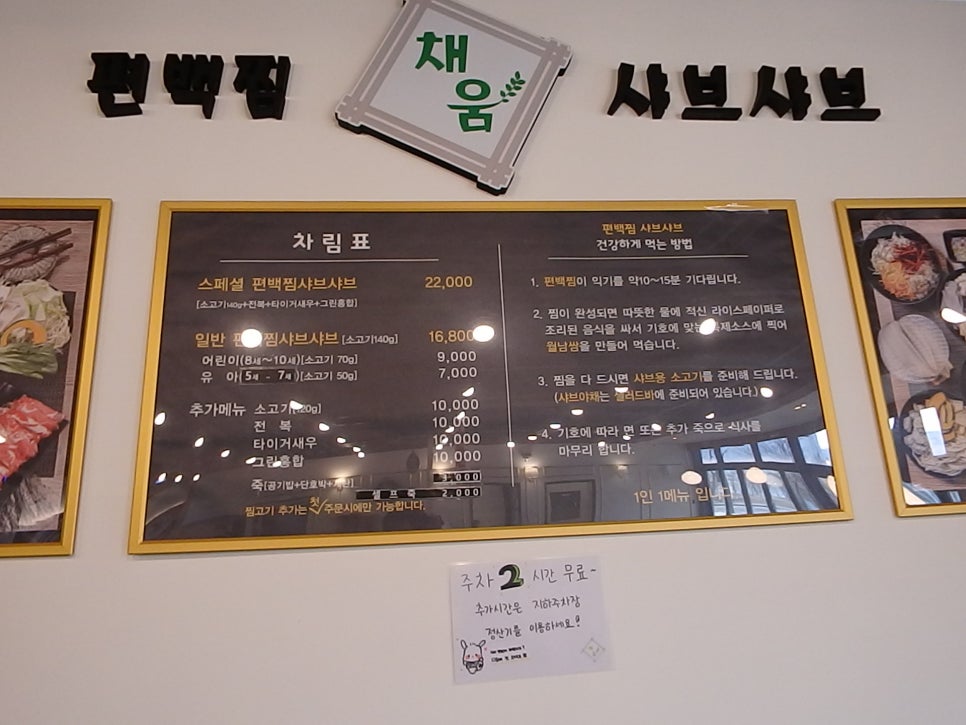 편백찜
채움
샤브샤브
차림표
스페셜 편백찜샤브샤브 22,000
[소고기140g+전복+타이거새우+그린홍합]
일반 편백찜샤브샤브 [소고기140g] 16,800
어린이(8세~10세)[소고기 70g] 9,000
유 아(5세 - 7세)[소고기 50g] 7,000
추가메뉴 소고기(120g) 10,000
전 복 10,000
타이거새우 10,000
그린홍합 10,000
죽(공기밥+단호박+계란) 3,000
셀프죽 2,000
찜고기 추가는 첫 주문시에만 가능합니다.
편백찜 샤브샤브
건강하게 먹는 방법
1. 편백찜이 익기를 약10~15분 기다립니다.
2. 찜이 완성되면 따뜻한 물에 적신 라이스페이퍼로
조리된 음식을 싸서 기호에 맞는 수제소스에 찍어
월남쌈을 만들어 먹습니다.
3. 찜을 다 드시면 샤브용 소고기를 준비해 드립니다.
(샤브야채는 샐러드바에 준비되어 있습니다.)
4. 기호에 따라 면 또는 추가 죽으로 식사를
마무리 합니다.
1인 1메뉴 입니다
주차 2시간 무료~
추가시간은 지하주차장
정산기를 이용하세요!